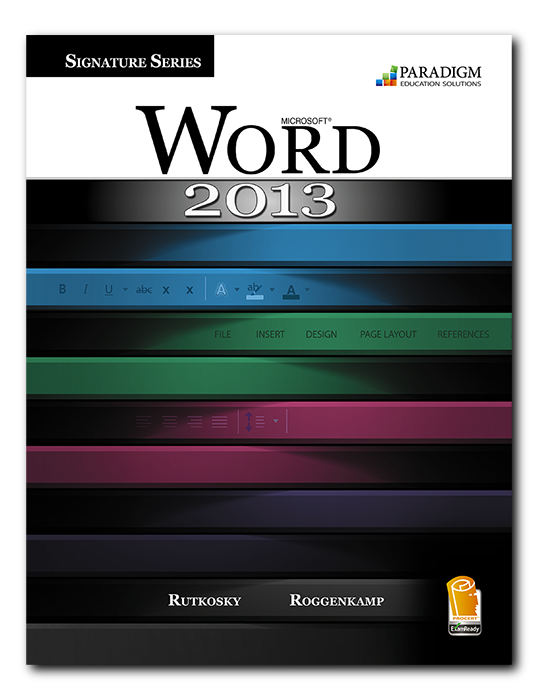 SIGNATURE SERIES
PARADIGM
EDUCATION SOLUTIONS
MICROSOFT®
WORD
2013
B I U abc x x A ab A
FILE INSERT DESIGN PAGE LAYOUT REFERENCES
RUTKOSKY ROGGENKAMP
PROCERT
ExamReady